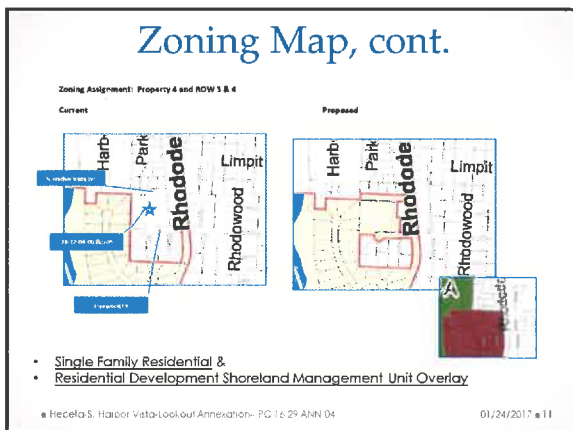 Zoning Map, cont.
Zoning Assignment: Property 4 and ROW 3 & 4
Current
Proposed
Harb
Park
Rhodode
Limpit
Rhodowood
Harb
Park
Rhodode
Limpit
Rhodowood
• Single Family Residential &
• Residential Development Shoreland Management Unit Overlay
Heceta-S. Harbor Vista-Lookout Annexation– PC 16 29 ANN 04
01/24/2017
11